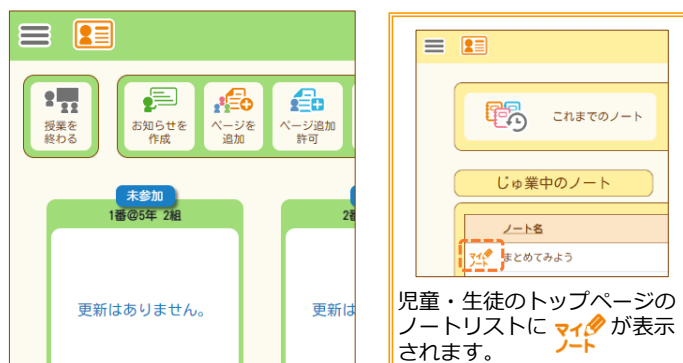 授業を
終わる
お知らせを
作成
ページを
追加
ページ追加
許可
未参加
1番@5年 2組
更新はありません。
2番
更新は
これまでのノート
じゅ業中のノート
ノート名
マイ
ノート
まとめてみよう
児童・生徒のトップページの
ノートリストに マイノート が表示
されます。